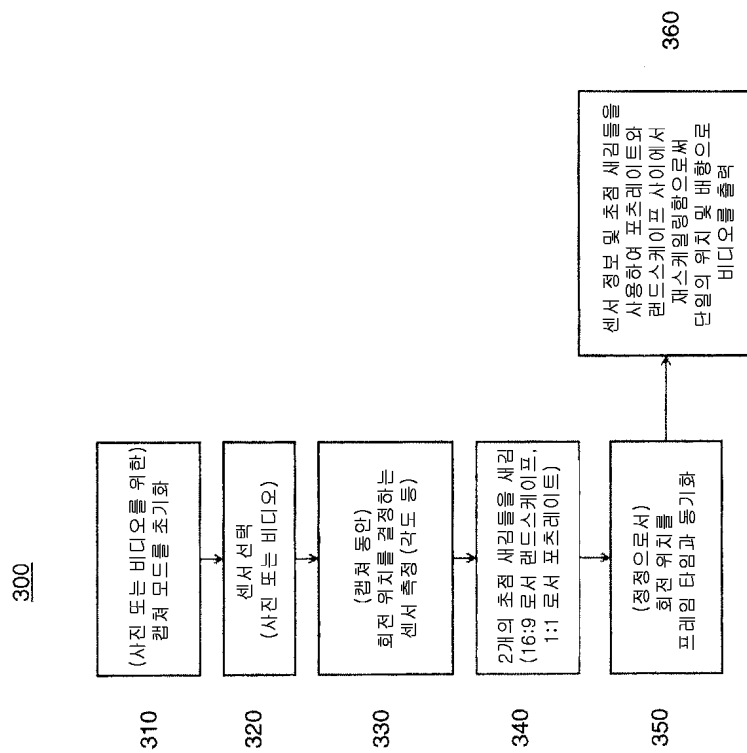 300
310
(사진 또는 비디오를 위한)
캡쳐 모드를 초기화
320
센서 선택
(사진 또는 비디오)
330
(캡쳐 동안)
회전 위치를 결정하는
센서 측정 (각도 등)
340
2개의 초점 새김들을 새김
(16:9 로서 랜드스케이프,
1:1 로서 포츠레이트)
350
(정정으로서)
회전 위치를
프레임 타임과 동기화
360
센서 정보 및 초점 새김들을
사용하여 포츠레이트와
랜드스케이프 사이에서
재스케일링함으로써
단일의 위치 및 배향으로
비디오를 출력